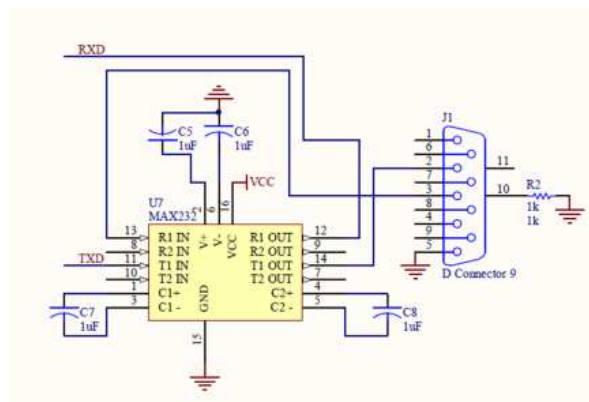 RXD
J1
C5
1uF
C6
1uF
1
6
2
7
3
8
4
9
5
11
10
R2
1k
1k
D Connector 9
VCC
U7
MAX232
2
6
16
V+
V-
VCC
13
R1 IN
R1 OUT
12
8
R2 IN
R2 OUT
9
TXD
11
T1 IN
T1 OUT
14
10
T2 IN
T2 OUT
7
1
C1+
C2+
4
3
C1 -
C2 -
5
GND
15
C7
1uF
C8
1uF